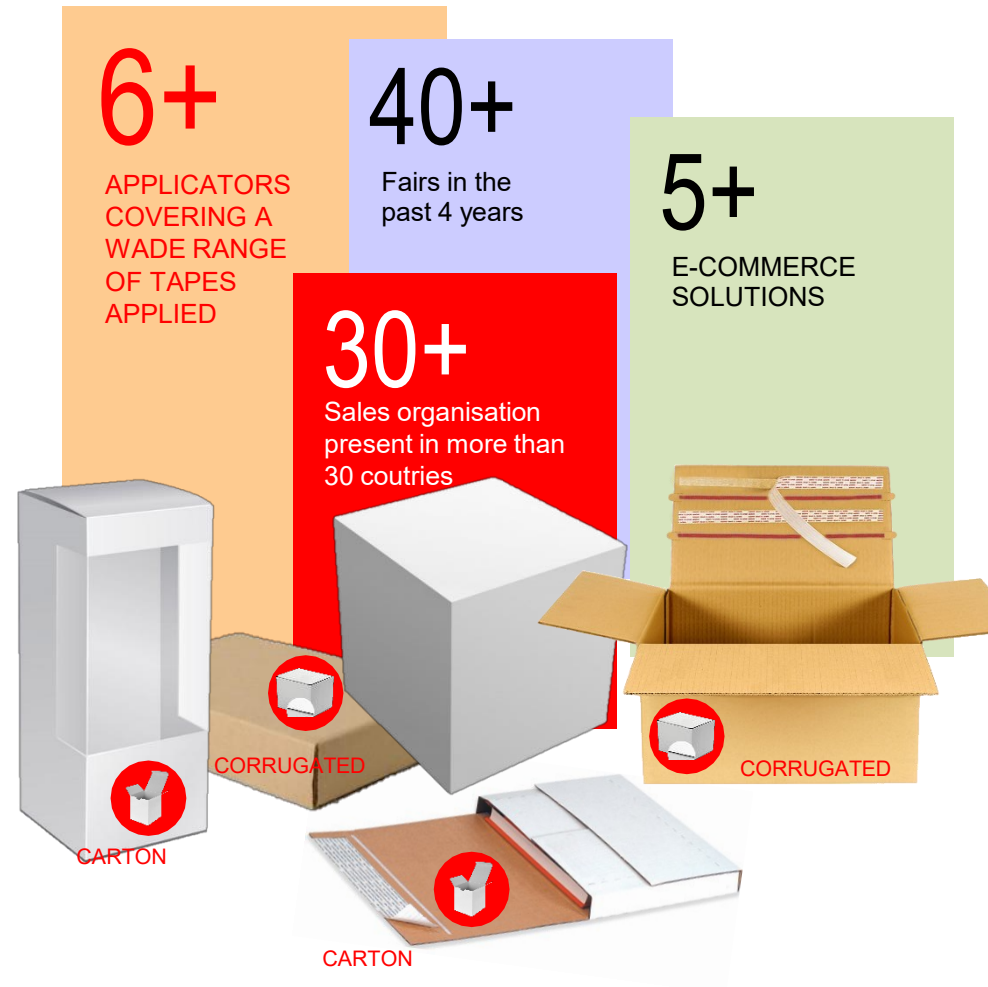 6+
APPLICATORS
COVERING A
WADE RANGE
OF TAPES
APPLIED
40+
Fairs in the
past 4 years
5+
E-COMMERCE
SOLUTIONS
30+
Sales organisation
present in more than
30 coutries
CORRUGATED
CORRUGATED
CARTON
CARTON